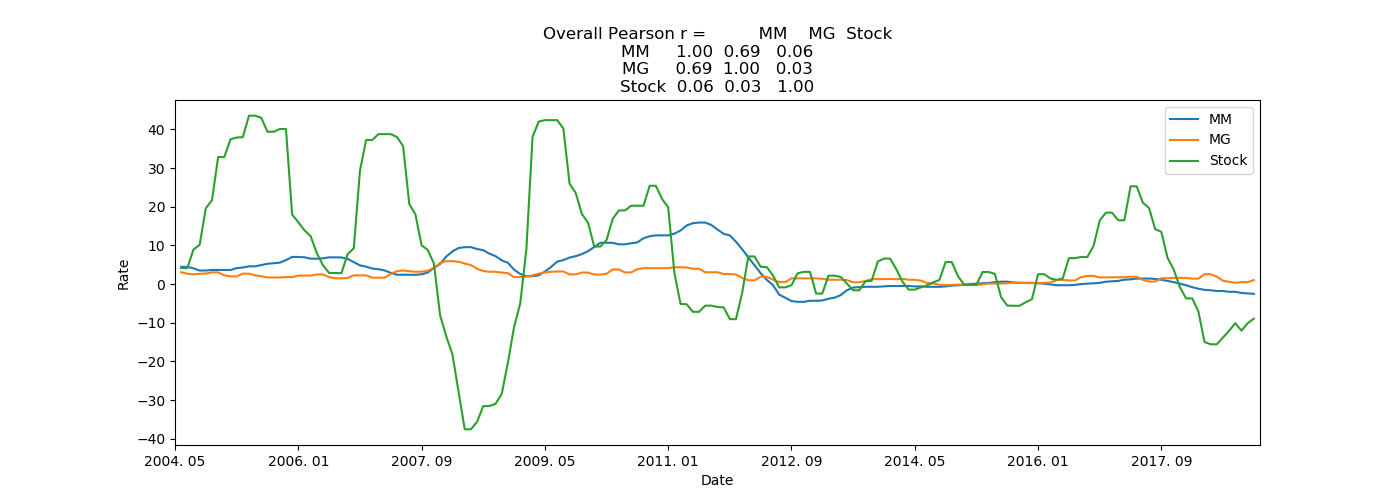 Overall Pearson r =          MM    MG  Stock
MM     1.00  0.69   0.06
MG     0.69  1.00   0.03
Stock  0.06  0.03   1.00
MM
MG
Stock
40
30
20
10
0
−10
−20
−30
−40
Rate
2004. 05 2006. 01 2007. 09 2009. 05 2011. 01 2012. 09 2014. 05 2016. 01 2017. 09
Date